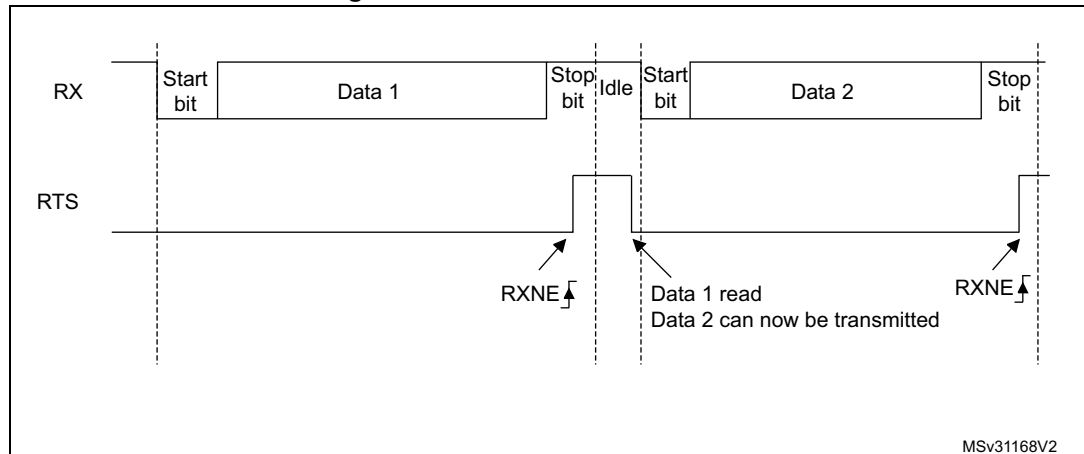 RX
Start
bit
Data 1
Stop
bit
Idle
Start
bit
Data 2
Stop
bit
RTS
RXNE
Data 1 read
Data 2 can now be transmitted
RXNE
MSv31168V2